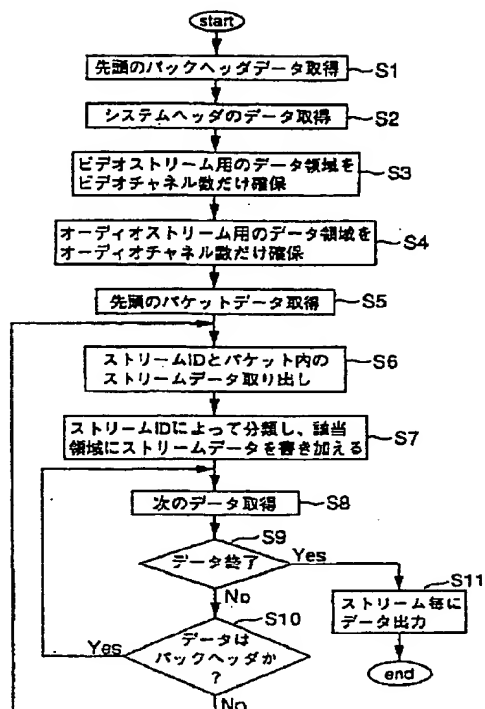 start
先頭のパックヘッダデータ取得
S1
システムヘッダのデータ取得
S2
ビデオストリーム用のデータ領域を
ビデオチャネル数だけ確保
S3
オーディオストリーム用のデータ領域を
オーディオチャネル数だけ確保
S4
先頭のパケットデータ取得
S5
ストリームIDとパケット内の
ストリームデータ取り出し
S6
ストリームIDによって分類し、該当
領域にストリームデータを書き加える
S7
次のデータ取得
S8
S9
データ終了
Yes
No
S11
ストリーム毎に
データ出力
end
S10
データは
パックヘッダか
?
Yes
No